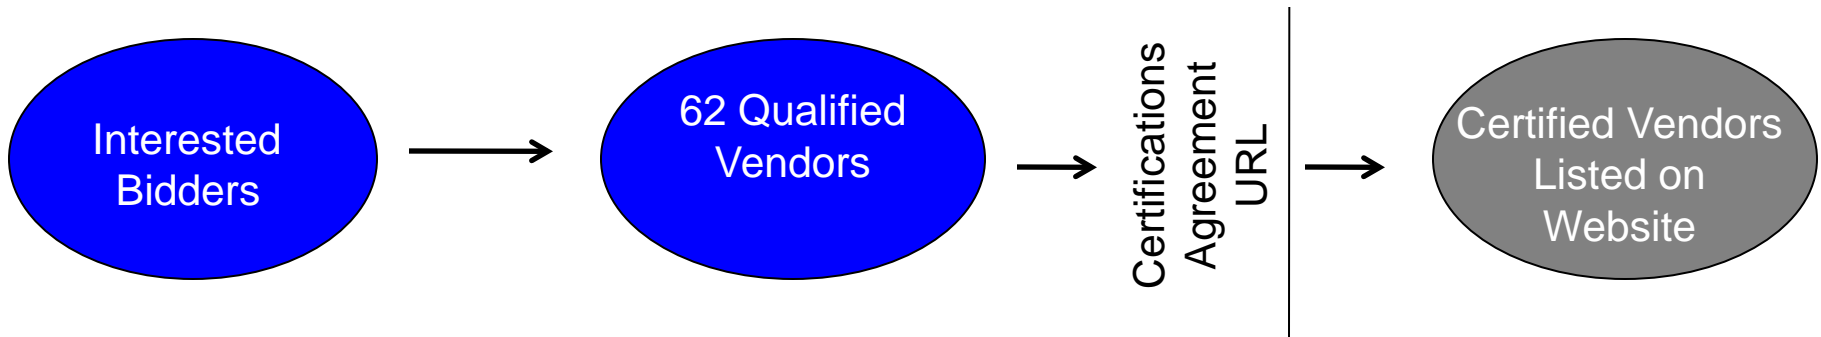 Interested
Bidders
62 Qualified
Vendors
Certifications
Agreement
URL
Certified Vendors
Listed on
Website